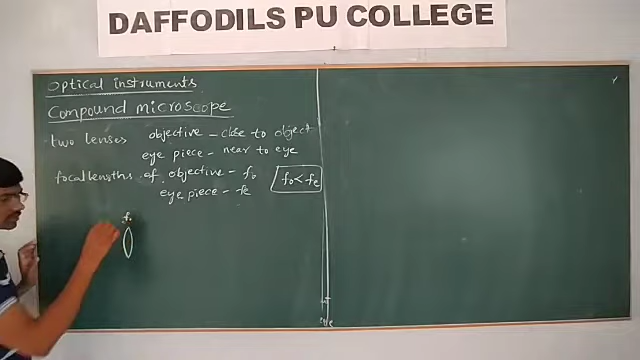 DAFFODILS PU COLLEGE
Optical instruments
Compound microscope
two lenses objective - close to object
eye piece - near to eye
focal lengths of objective - fo
fo < fe
eye piece - fe
fo
eye